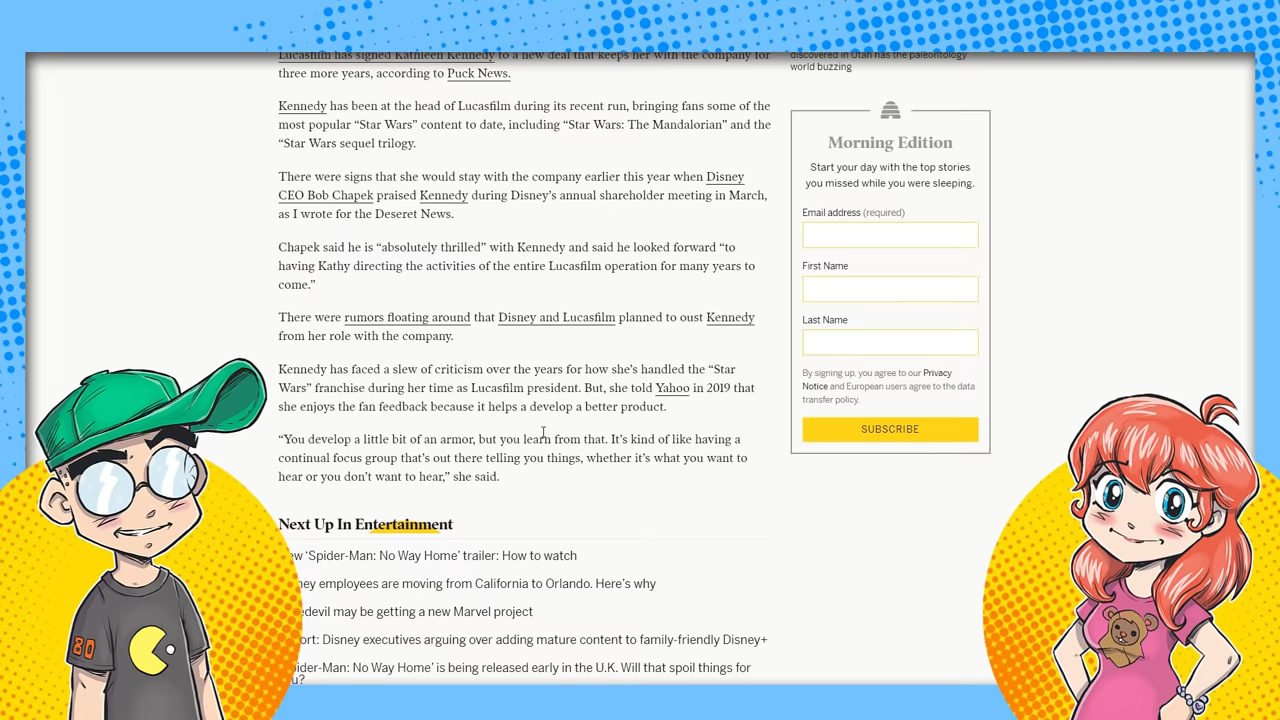 Lucasfilm has signed Kathleen Kennedy to a new deal that keeps her with the company for
three more years, according to Puck News.
Kennedy has been at the head of Lucasfilm during its recent run, bringing fans some of the
most popular “Star Wars” content to date, including “Star Wars: The Mandalorian” and the
“Star Wars sequel trilogy.
There were signs that she would stay with the company earlier this year when Disney
CEO Bob Chapek praised Kennedy during Disney’s annual shareholder meeting in March,
as I wrote for the Deseret News.
Chapek said he is “absolutely thrilled” with Kennedy and said he looked forward “to
having Kathy directing the activities of the entire Lucasfilm operation for many years to
come.”
There were rumors floating around that Disney and Lucasfilm planned to oust Kennedy
from her role with the company.
Kennedy has faced a slew of criticism over the years for how she’s handled the “Star
Wars” franchise during her time as Lucasfilm president. But, she told Yahoo in 2019 that
she enjoys the fan feedback because it helps a develop a better product.
“You develop a little bit of an armor, but you learn from that. It’s kind of like having a
continual focus group that’s out there telling you things, whether it’s what you want to
hear or you don’t want to hear,” she said.
Next Up In Entertainment
ew ‘Spider-Man: No Way Home’ trailer: How to watch
ney employees are moving from California to Orlando. Here’s why
edevil may be getting a new Marvel project
ort: Disney executives arguing over adding mature content to family-friendly Disney+
ider-Man: No Way Home’ is being released early in the U.K. Will that spoil things for
u?
discovered in Utah has the paleontology
world buzzing
Morning Edition
Start your day with the top stories
you missed while you were sleeping.
Email address (required)
First Name
Last Name
By signing up, you agree to our Privacy
Notice and European users agree to the data
transfer policy.
SUBSCRIBE
80